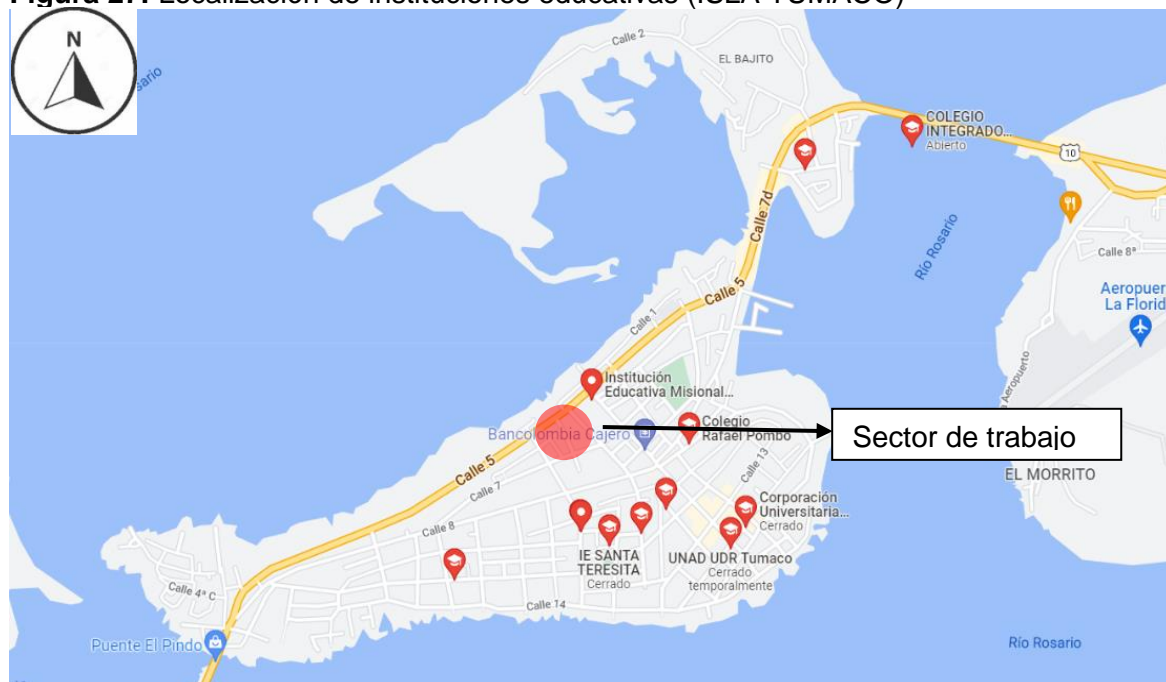 Figura 27. Localización de instituciones educativas (ISLA TUMACO)
N
Calle 2
EL BAJITO
COLEGIO
INTEGRADO...
Abierto
10
Calle 7d
Río Rosario
Calle 8ª
Aeropuer
La Florid
Calle 5
Calle 1
Institución
Educativa Misional...
Colegio
Rafael Pombo
Bancolombia Cajero
Sector de trabajo
Aeropuerto
EL MORRITO
Calle 5
Calle 7
Calle 13
Calle 8
Corporación
Universitaria...
Cerrado
IE SANTA
TERESITA
Cerrado
UNAD UDR Tumaco
Cerrado
temporalmente
Calle 4ª C
Calle 14
Puente El Pindo
Río Rosario